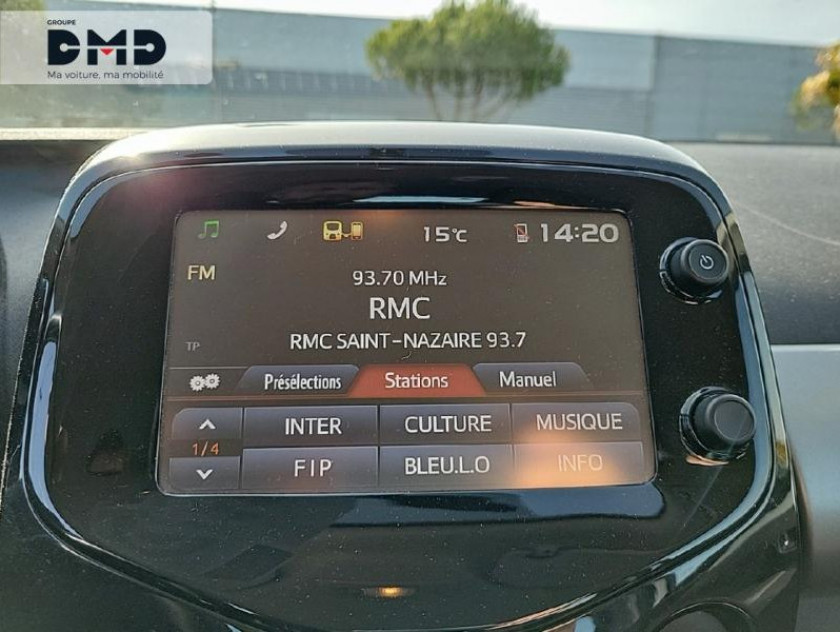 GROUPE
DMD
Ma voiture, ma mobilité
15°C 14:20
FM
93.70 MHz
RMC
TP
RMC SAINT-NAZAIRE 93.7
Présélections Stations Manuel
INTER CULTURE MUSIQUE
1/4
FIP BLEU.L.O INFO